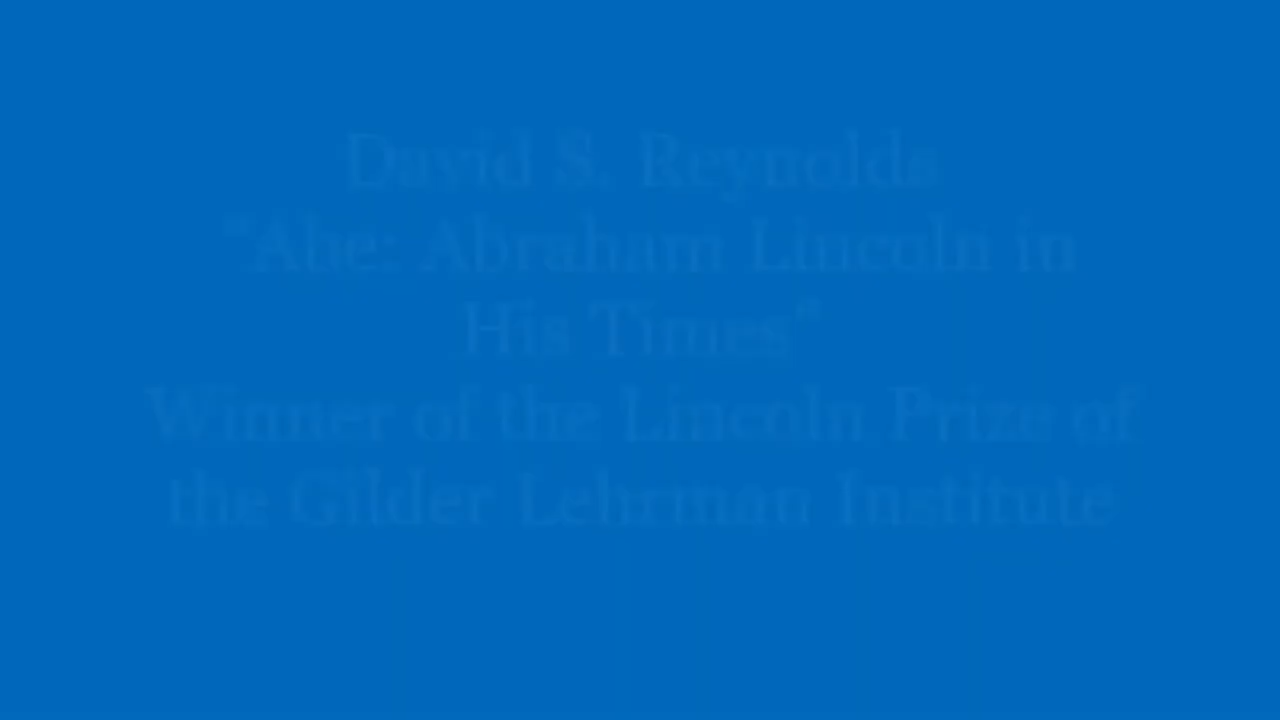 David S. Reynolds
"Abe: Abraham Lincoln in
His Times"
Winner of the Lincoln Prize of
the Gilder Lehrman Institute